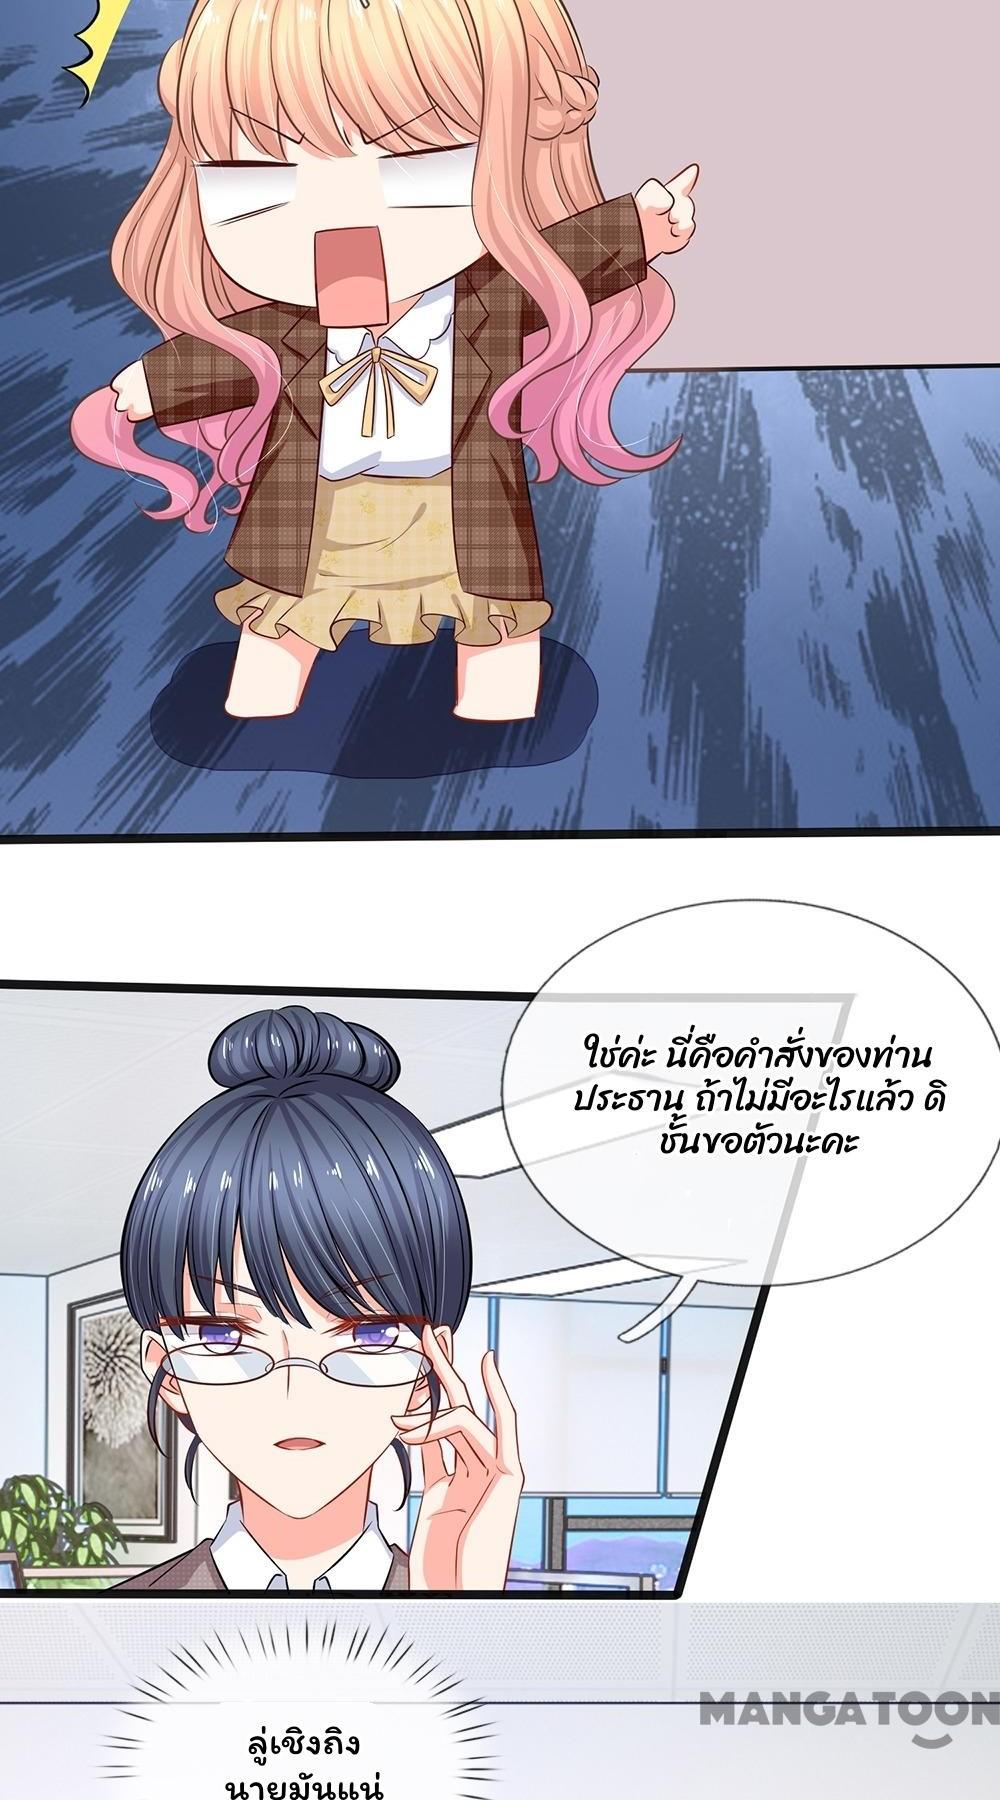 ใช่ค่ะ นี่คือคำสั่งของท่าน
ประธาน ถ้าไม่มีอะไรแล้ว ดิ
ชั้นขอตัวนะคะ
MANGATOON
ลู่เชิงถิง
นายมันแน่